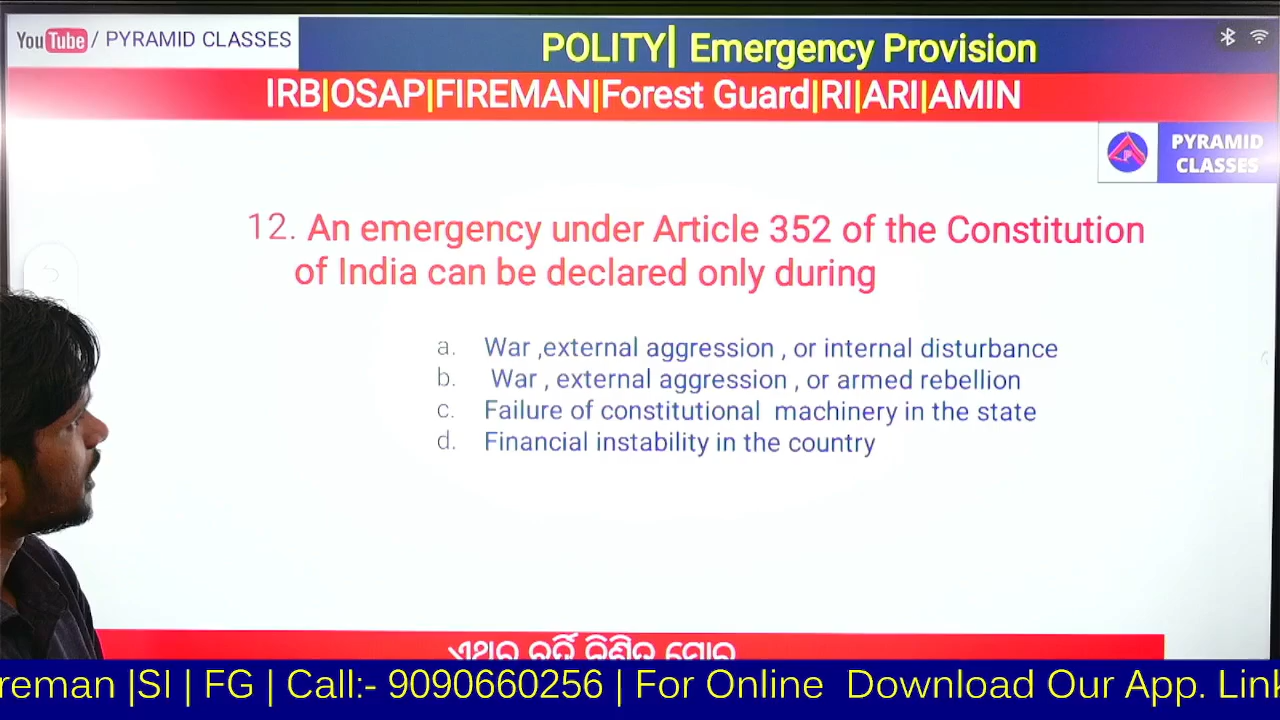 YouTube / PYRAMID CLASSES
POLITY| Emergency Provision
IRB|OSAP|FIREMAN|Forest Guard|RI|ARI|AMIN
PYRAMID
CLASSES
12. An emergency under Article 352 of the Constitution
of India can be declared only during
a. War ,external aggression , or internal disturbance
b. War , external aggression , or armed rebellion
c. Failure of constitutional machinery in the state
d. Financial instability in the country
reman |SI | FG | Call:- 9090660256 | For Online Download Our App. Link